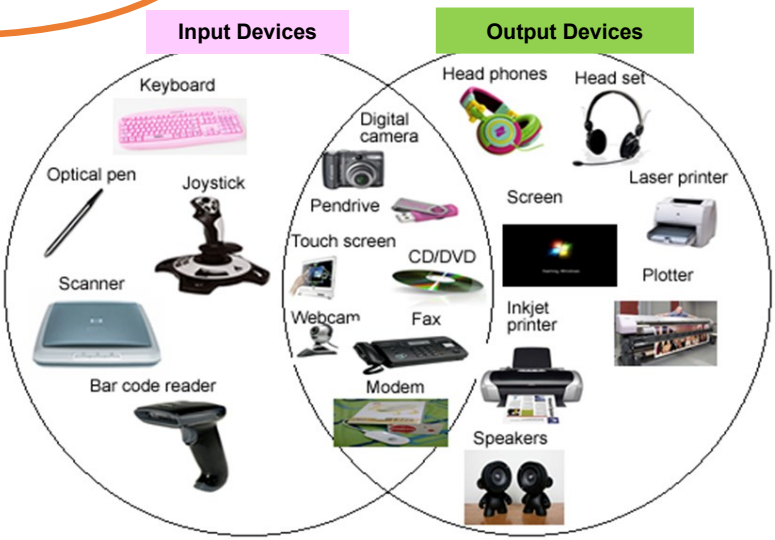 Input Devices
Output Devices
Keyboard
Optical pen
Joystick
Scanner
Bar code reader
Digital
camera
Pendrive
Touch screen
CD/DVD
Webcam
Fax
Modem
Head phones
Head set
Laser printer
Screen
Plotter
Inkjet
printer
Speakers